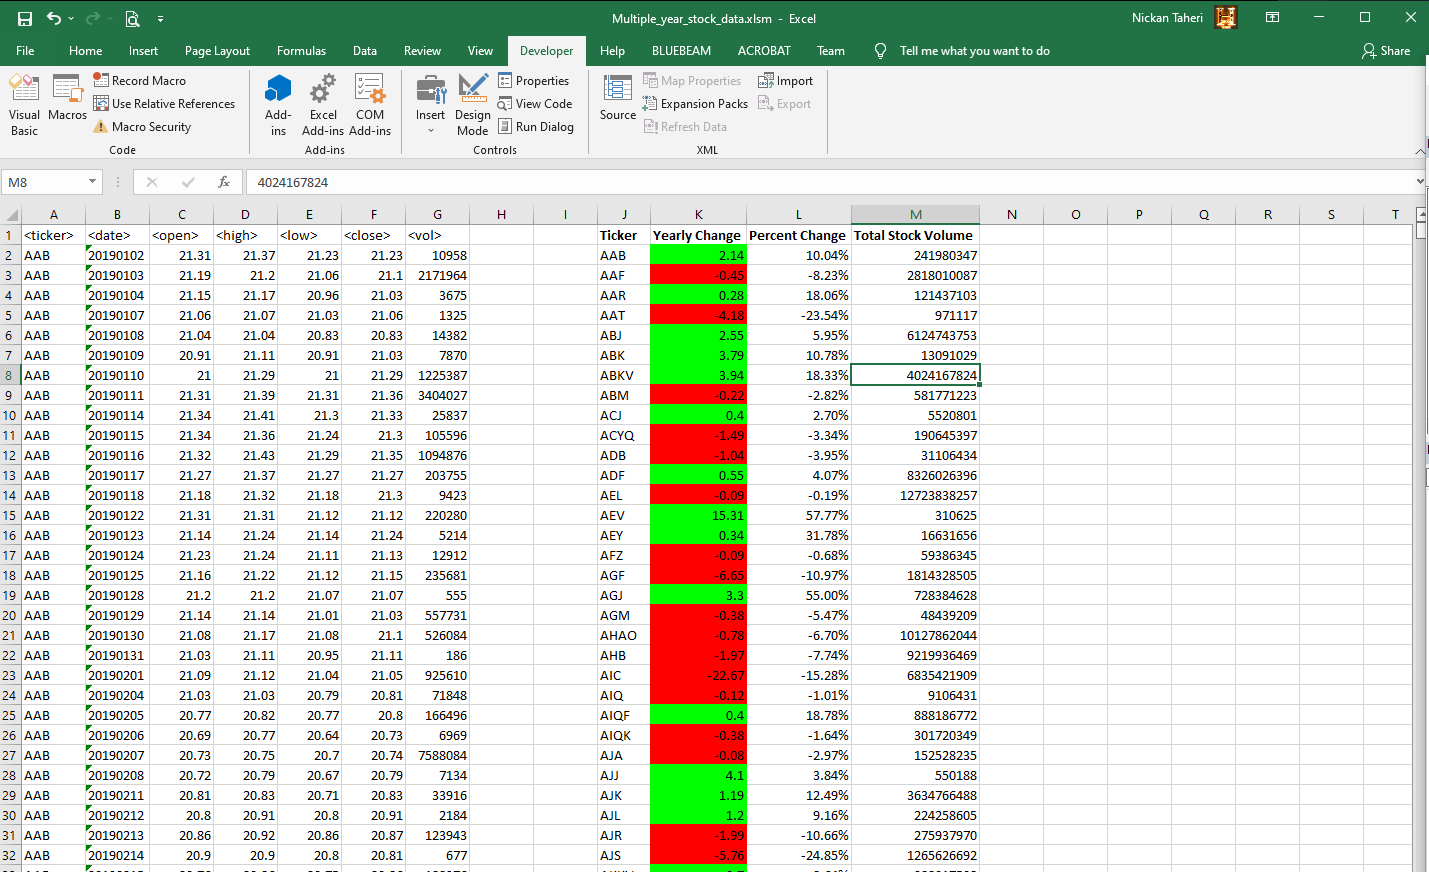 Multiple_year_stock_data.xlsm - Excel
Nickan Taheri
File Home Insert Page Layout Formulas Data Review View Developer Help BLUEBEAM ACROBAT Team Tell me what you want to do Share
Visual Basic
Macros
Record Macro
Use Relative References
Macro Security
Code
Add-ins
Excel Add-ins
COM Add-ins
Add-ins
Insert
Design Mode
Properties
View Code
Run Dialog
Controls
Source
Map Properties
Expansion Packs
Refresh Data
Import
Export
XML
M8 fx 4024167824
A B C D E F G H I J K L M N O P Q R S T
1 <ticker> <date> <open> <high> <low> <close> <vol> Ticker Yearly Change Percent Change Total Stock Volume
2 AAB 20190102 21.31 21.37 21.23 21.23 10958 AAB 2.14 10.04% 241980347
3 AAB 20190103 21.19 21.2 21.06 21.1 2171964 AAF -0.45 -8.23% 2818010087
4 AAB 20190104 21.15 21.17 20.96 21.03 3675 AAR 0.28 18.06% 121437103
5 AAB 20190107 21.06 21.07 21.03 21.06 1325 AAT -4.18 -23.54% 971117
6 AAB 20190108 21.04 21.04 20.83 20.83 14382 ABJ 2.55 5.95% 6124743753
7 AAB 20190109 20.91 21.11 20.91 21.03 7870 ABK 3.79 10.78% 13091029
8 AAB 20190110 21 21.29 21 21.29 1225387 ABKV 3.94 18.33% 4024167824
9 AAB 20190111 21.31 21.39 21.31 21.36 3404027 ABM -0.22 -2.82% 581771223
10 AAB 20190114 21.34 21.41 21.3 21.33 25837 ACJ 0.4 2.70% 5520801
11 AAB 20190115 21.34 21.36 21.24 21.3 105596 ACYQ -1.49 -3.34% 190645397
12 AAB 20190116 21.32 21.43 21.29 21.35 1094876 ADB -1.04 -3.95% 31106434
13 AAB 20190117 21.27 21.37 21.27 21.27 203755 ADF 0.55 4.07% 8326026396
14 AAB 20190118 21.18 21.32 21.18 21.3 9423 AEL -0.09 -0.19% 12723838257
15 AAB 20190122 21.31 21.31 21.12 21.12 220280 AEV 15.31 57.77% 310625
16 AAB 20190123 21.14 21.24 21.14 21.24 5214 AEY 0.34 31.78% 16631656
17 AAB 20190124 21.23 21.24 21.11 21.13 12912 AFZ -0.09 -0.68% 59386345
18 AAB 20190125 21.16 21.22 21.12 21.15 235681 AGF -6.65 -10.97% 1814328505
19 AAB 20190128 21.2 21.2 21.07 21.07 555 AGJ 3.3 55.00% 728384628
20 AAB 20190129 21.14 21.14 21.01 21.03 557731 AGM -0.38 -5.47% 48439209
21 AAB 20190130 21.08 21.17 21.08 21.1 526084 AHAO -0.78 -6.70% 10127862044
22 AAB 20190131 21.03 21.11 20.95 21.11 186 AHB -1.97 -7.74% 9219936469
23 AAB 20190201 21.09 21.12 21.04 21.05 925610 AIC -22.67 -15.28% 6835421909
24 AAB 20190204 21.03 21.03 20.79 20.81 71848 AIQ -0.12 -1.01% 9106431
25 AAB 20190205 20.77 20.82 20.77 20.8 166496 AIQF 0.4 18.78% 888186772
26 AAB 20190206 20.69 20.77 20.64 20.73 6969 AIQK -0.38 -1.64% 301720349
27 AAB 20190207 20.73 20.75 20.7 20.74 7588084 AJA -0.08 -2.97% 152528235
28 AAB 20190208 20.72 20.79 20.67 20.79 7134 AJJ 4.1 3.84% 550188
29 AAB 20190211 20.81 20.83 20.71 20.83 33916 AJK 1.19 12.49% 3634766488
30 AAB 20190212 20.8 20.91 20.8 20.91 2184 AJL 1.2 9.16% 224258605
31 AAB 20190213 20.86 20.92 20.86 20.87 123943 AJR -1.99 -10.66% 275937970
32 AAB 20190214 20.9 20.9 20.8 20.81 677 AJS -5.76 -24.85% 1265626692